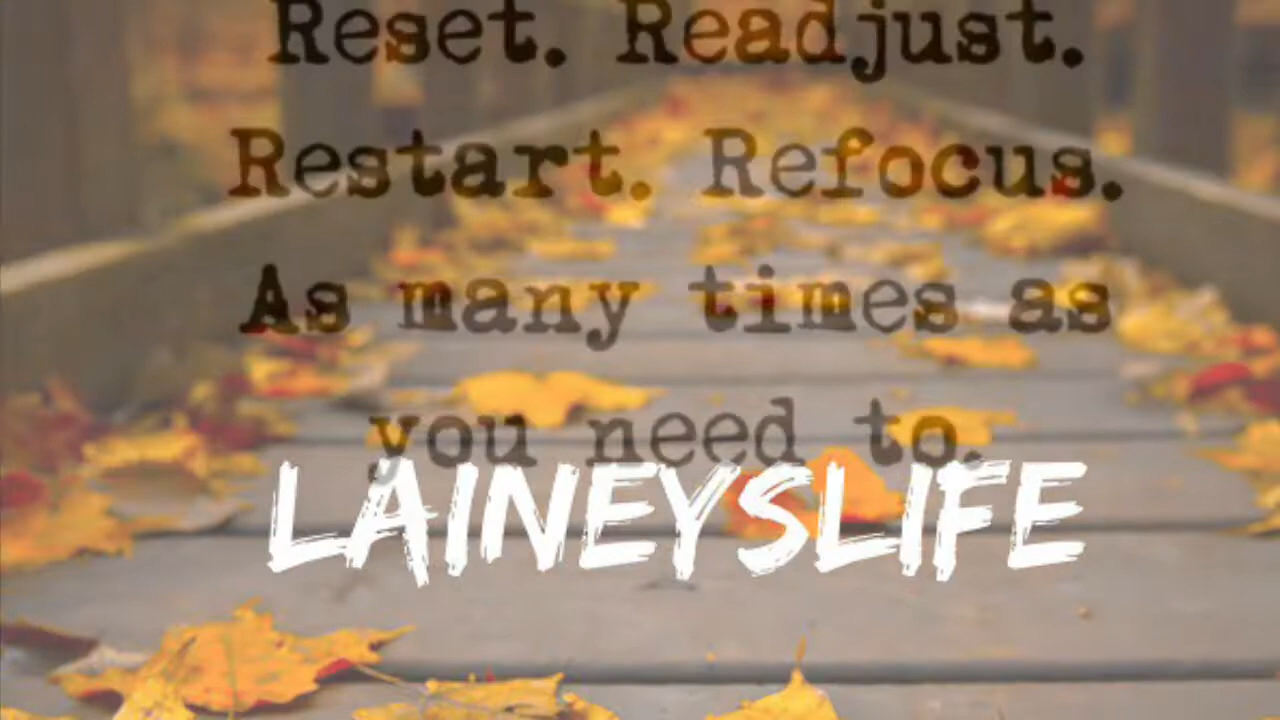 Reset. Readjust.
Restart. Refocus.
As many times as
you need to.
LAINEYSLIFE